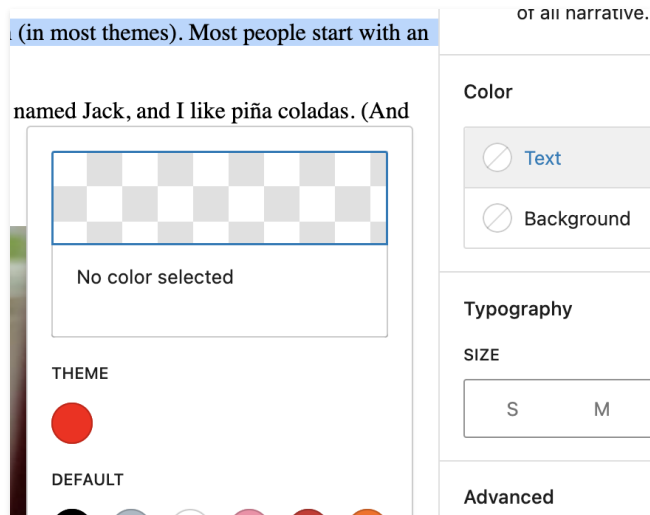 (in most themes). Most people start with an
named Jack, and I like piña coladas. (And
No color selected
THEME
DEFAULT
of all narrative.
Color
Text
Background
Typography
SIZE
S M
Advanced